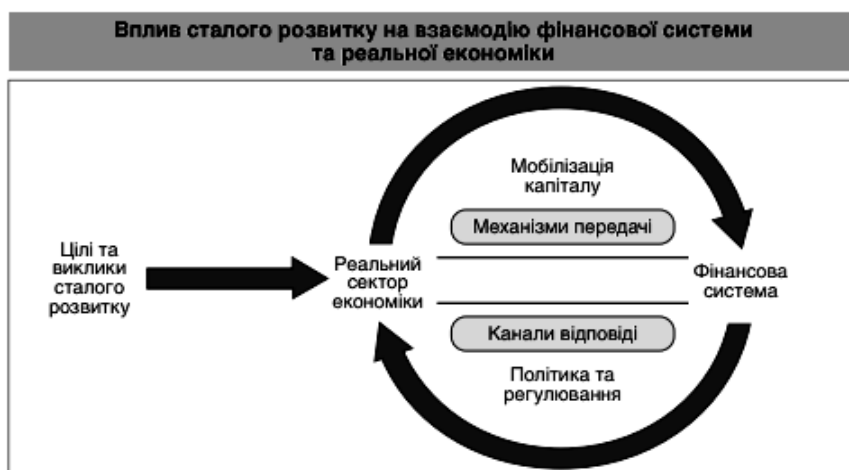 Вплив сталого розвитку на взаємодію фінансової системи
та реальної економіки
Мобілізація
капіталу
Механізми передачі
Цілі та
виклики
сталого
розвитку
Реальний
сектор
економіки
Фінансова
система
Канали відповіді
Політика та
регулювання